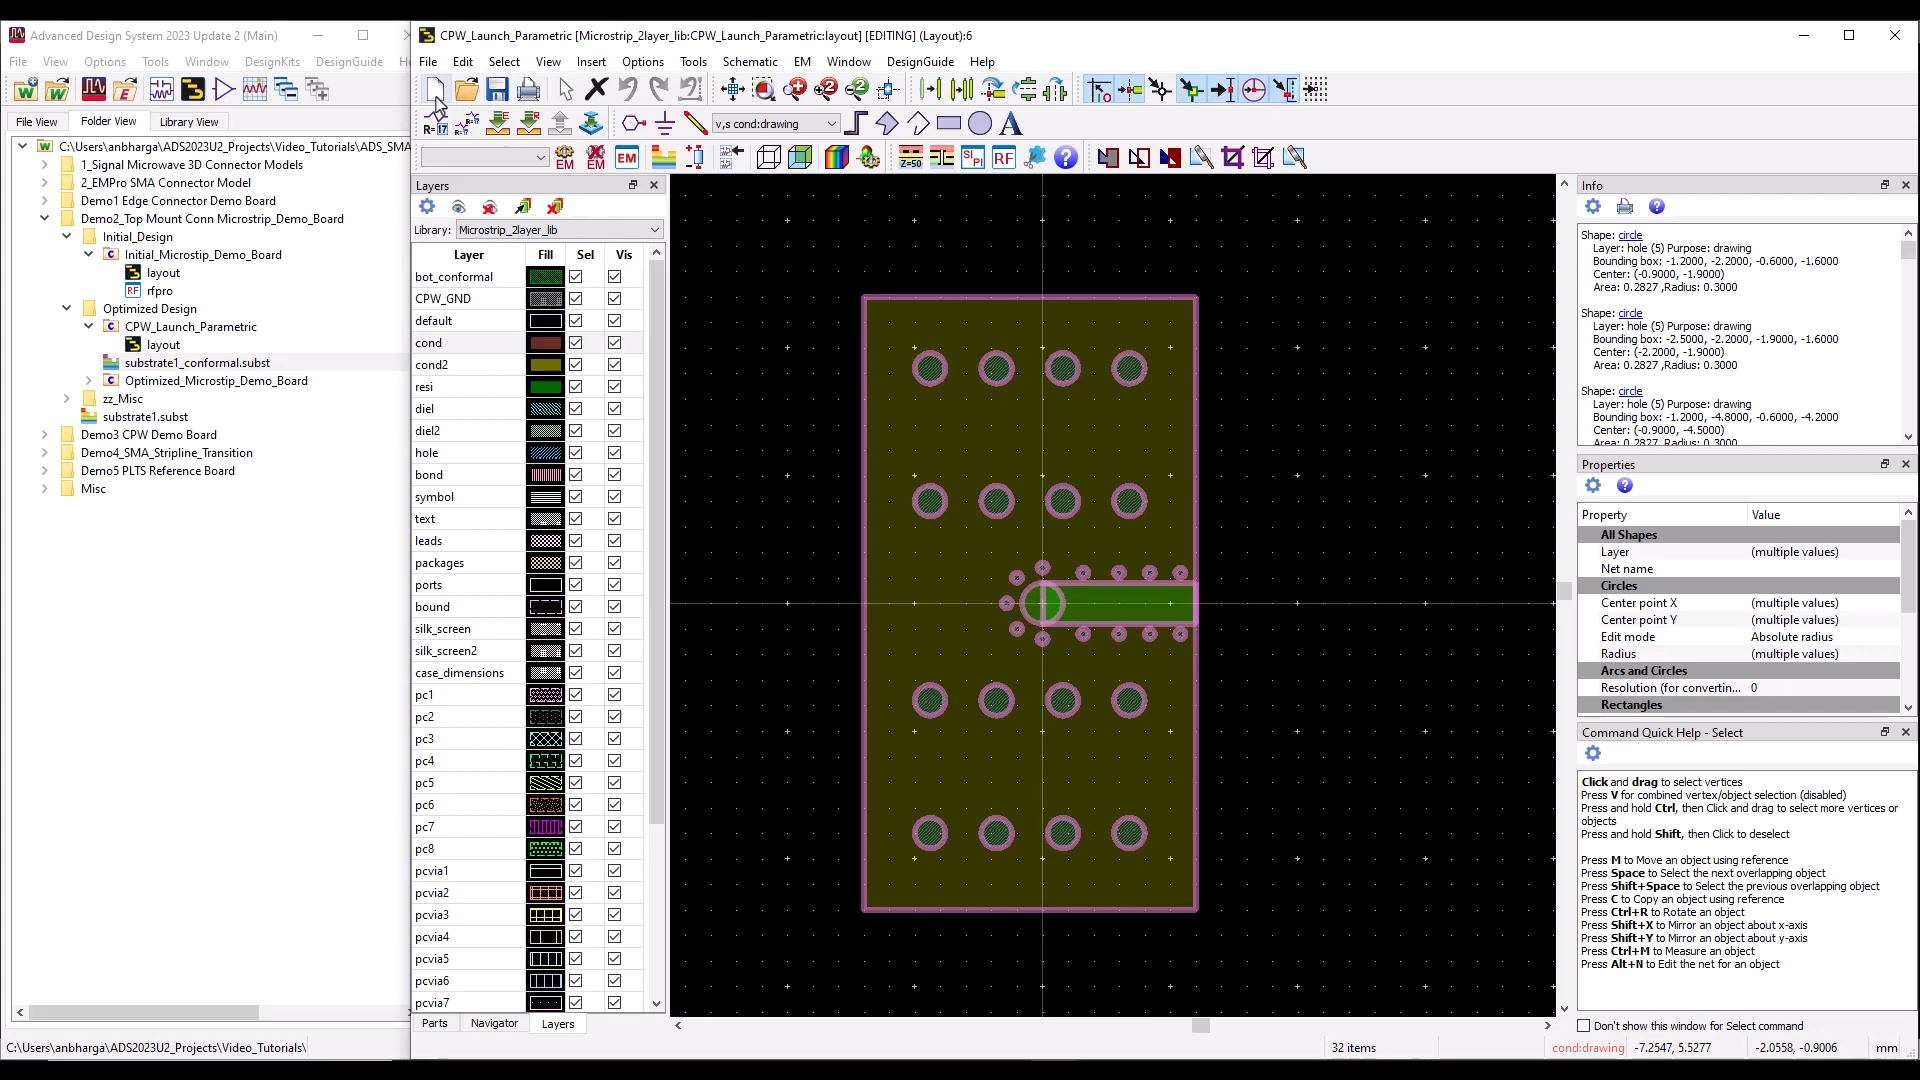 Advanced Design System 2023 Update 2 (Main)
File View Options Tools Window DesignKits DesignGuide He
File View Folder View Library View
C:\Users\anbharga\ADS2023U2_Projects\Video_Tutorials\ADS_SMA
1_Signal Microwave 3D Connector Models
2_EMPro SMA Connector Model
Demo1 Edge Connector Demo Board
Demo2_Top Mount Conn Microstrip_Demo_Board
Initial_Design
Initial_Microstip_Demo_Board
layout
rfpro
Optimized Design
CPW_Launch_Parametric
layout
substrate1_conformal.subst
Optimized_Microstip_Demo_Board
zz_Misc
substrate1.subst
Demo3 CPW Demo Board
Demo4_SMA_Stripline_Transition
Demo5 PLTS Reference Board
Misc
C:\Users\anbharga\ADS2023U2_Projects\Video_Tutorials\
CPW_Launch_Parametric [Microstrip_2layer_lib:CPW_Launch_Parametric:layout] [EDITING] (Layout):6
File Edit Select View Insert Options Tools Schematic EM Window DesignGuide Help
v,s cond:drawing
EM EM EM Z=50 SIPI RF
Layers
Library: Microstrip_2layer_lib
Layer Fill Sel Vis
bot_conformal
CPW_GND
default
cond
cond2
resi
diel
diel2
hole
bond
symbol
text
leads
packages
ports
bound
silk_screen
silk_screen2
case_dimensions
pc1
pc2
pc3
pc4
pc5
pc6
pc7
pc8
pcvia1
pcvia2
pcvia3
pcvia4
pcvia5
pcvia6
pcvia7
Parts Navigator Layers
Info
Shape: circle
Layer: hole (5) Purpose: drawing
Bounding box: -1.2000, -2.2000, -0.6000, -1.6000
Center: (-0.9000, -1.9000)
Area: 0.2827 ,Radius: 0.3000
Shape: circle
Layer: hole (5) Purpose: drawing
Bounding box: -2.5000, -2.2000, -1.9000, -1.6000
Center: (-2.2000, -1.9000)
Area: 0.2827, Radius: 0.3000
Shape: circle
Layer: hole (5) Purpose: drawing
Bounding box: -1.2000, -4.8000, -0.6000, -4.2000
Center: (-0.9000, -4.5000)
Area: 0.2827 ,Radius: 0.3000
Properties
Property Value
All Shapes
Layer (multiple values)
Net name
Circles
Center point X (multiple values)
Center point Y (multiple values)
Edit mode Absolute radius
Radius (multiple values)
Arcs and Circles
Resolution (for convertin... 0
Rectangles
Command Quick Help - Select
Click and drag to select vertices
Press V for combined vertex/object selection (disabled)
Press and hold Ctrl, then Click and drag to select more vertices or
objects
Press and hold Shift, then Click to deselect
Press M to Move an object using reference
Press Space to Select the next overlapping object
Press Shift+Space to Select the previous overlapping object
Press C to Copy an object using reference
Press Ctrl+R to Rotate an object
Press Shift+X to Mirror an object about x-axis
Press Shift+Y to Mirror an object about y-axis
Press Ctrl+M to Measure an object
Press Alt+N to Edit the net for an object
Don't show this window for Select command
32 items cond:drawing -7.2547, 5.5277 -2.0558, -0.9006 mm